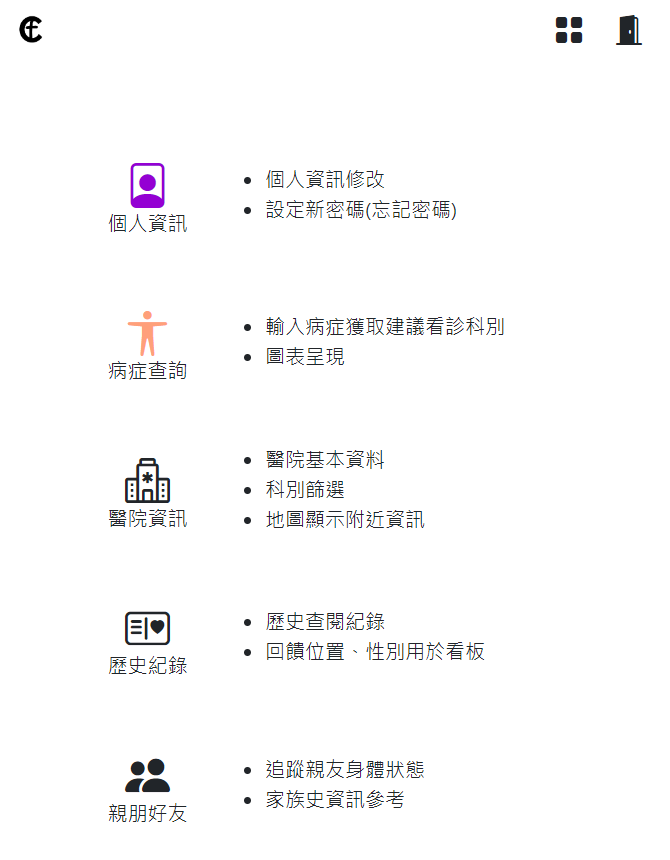 個人資訊
個人資訊修改
設定新密碼(忘記密碼)
病症查詢
輸入病症獲取建議看診科別
圖表呈現
醫院資訊
醫院基本資料
科別篩選
地圖顯示附近資訊
歷史紀錄
歷史查閱紀錄
回饋位置、性別用於看板
親朋好友
追蹤親友身體狀態
家族史資訊參考